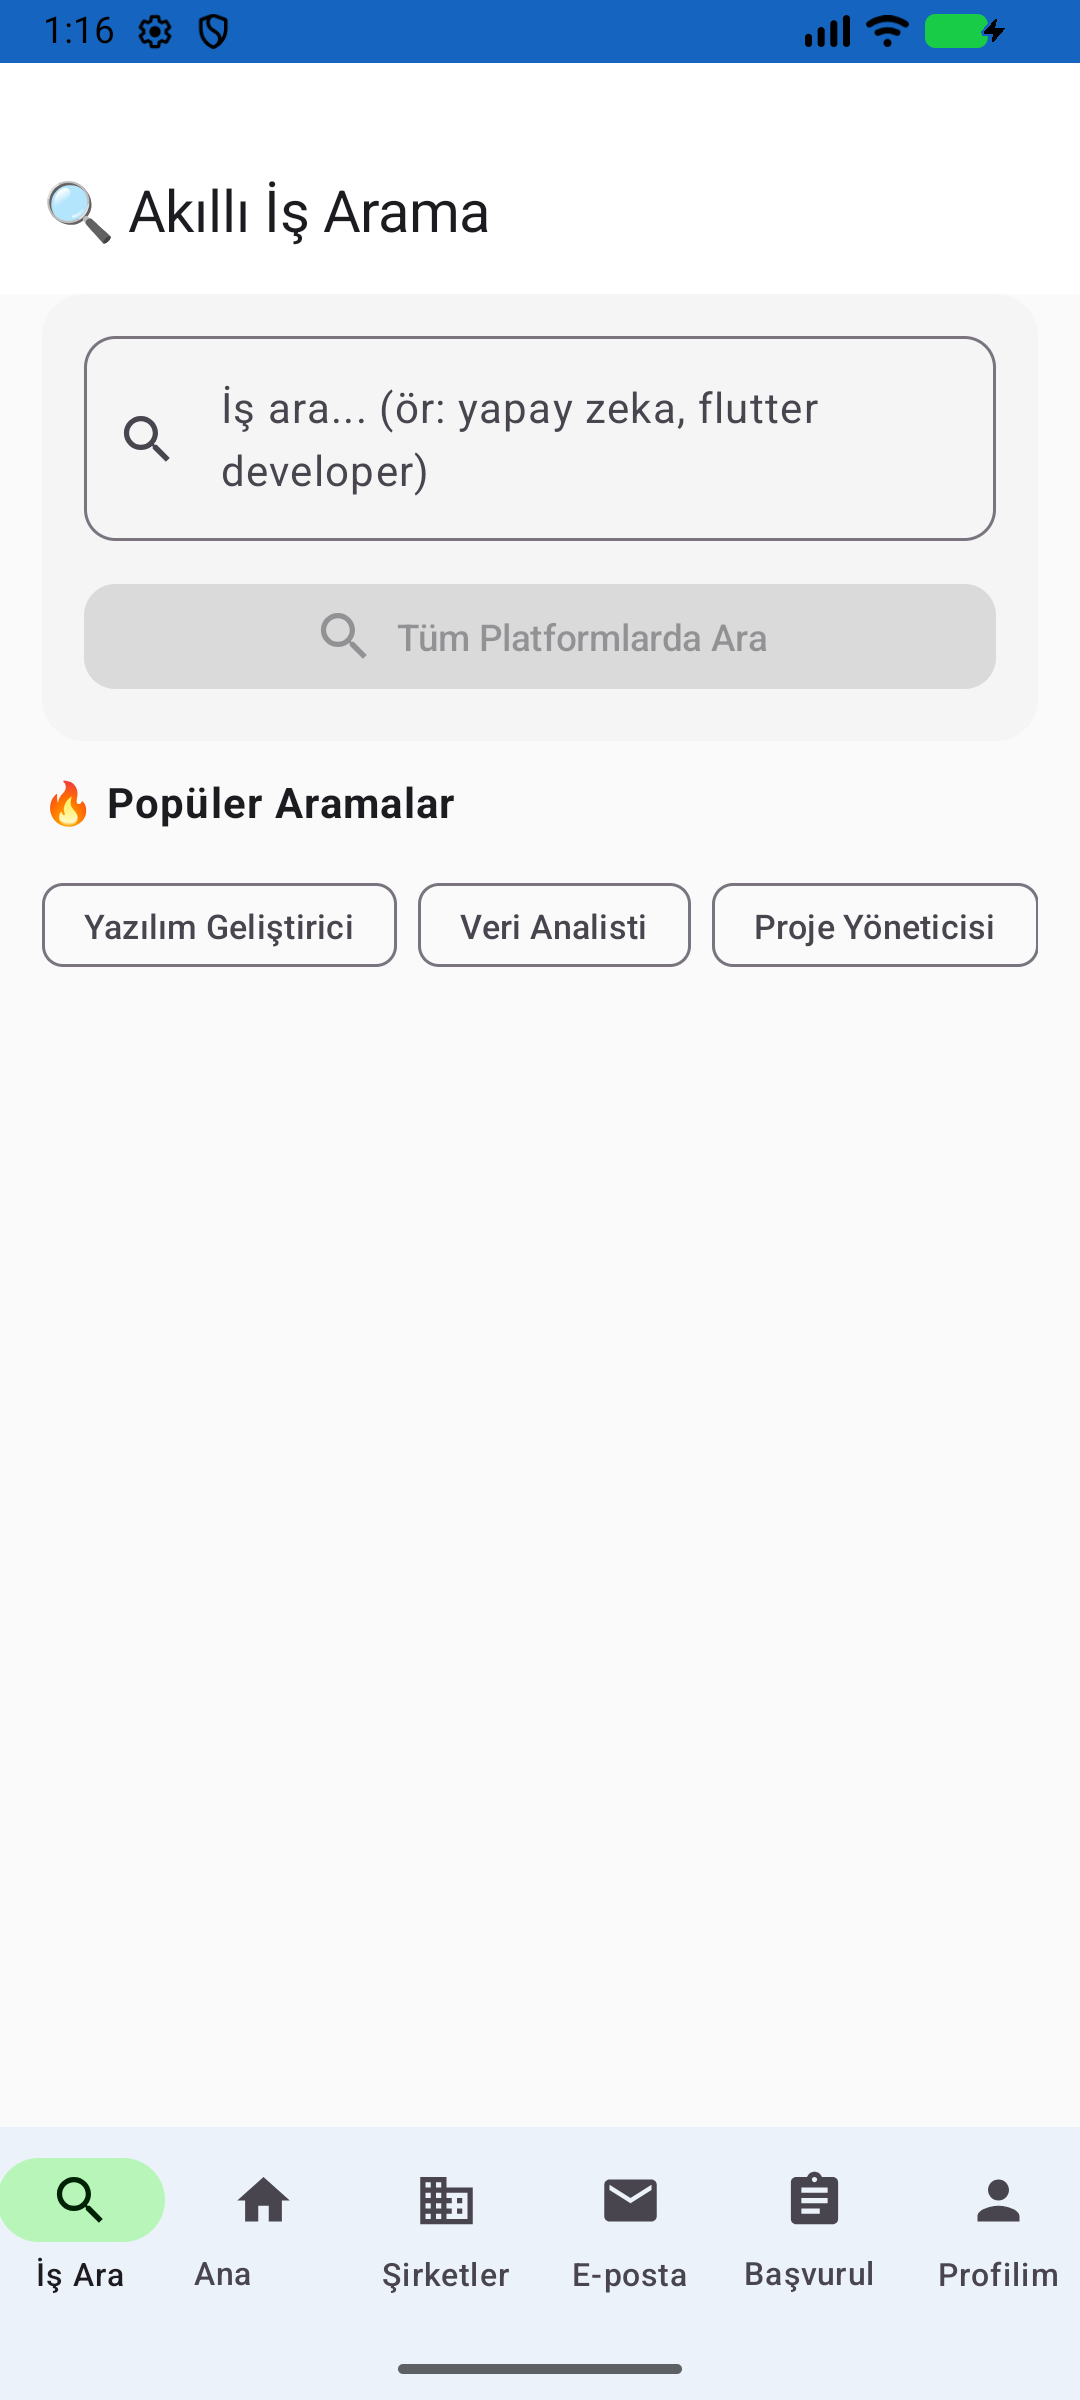 1:16
Akıllı İş Arama
İş ara... (ör: yapay zeka, flutter
developer)
Tüm Platformlarda Ara
Popüler Aramalar
Yazılım Geliştirici
Veri Analisti
Proje Yöneticisi
İş Ara
Ana
Şirketler
E-posta
Başvurul
Profilim